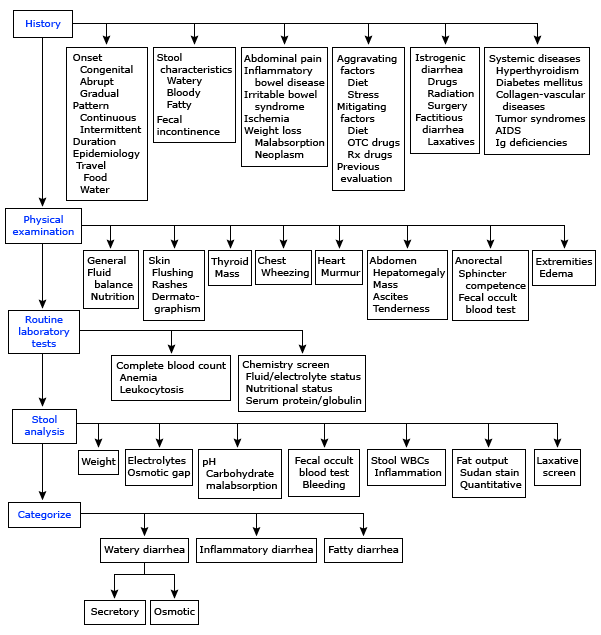 History
Onset
Congenital
Abrupt
Gradual
Pattern
Continuous
Intermittent
Duration
Epidemiology
Travel
Food
Water
Stool
characteristics
Watery
Bloody
Fatty
Fecal
incontinence
Abdominal pain
Inflammatory
bowel disease
Irritable bowel
syndrome
Ischemia
Weight loss
Malabsorption
Neoplasm
Aggravating
factors
Diet
Stress
Mitigating
factors
Diet
OTC drugs
Rx drugs
Previous
evaluation
Istrogenic
diarrhea
Drugs
Radiation
Surgery
Factitious
diarrhea
Laxatives
Systemic diseases
Hyperthyroidism
Diabetes mellitus
Collagen-vascular
diseases
Tumor syndromes
AIDS
Ig deficiencies
Physical
examination
General
Fluid
balance
Nutrition
Skin
Flushing
Rashes
Dermato-
graphism
Thyroid
Mass
Chest
Wheezing
Heart
Murmur
Abdomen
Hepatomegaly
Mass
Ascites
Tenderness
Anorectal
Sphincter
competence
Fecal occult
blood test
Extremities
Edema
Routine
laboratory
tests
Complete blood count
Anemia
Leukocytosis
Chemistry screen
Fluid/electrolyte status
Nutritional status
Serum protein/globulin
Stool
analysis
Weight
Electrolytes
Osmotic gap
pH
Carbohydrate
malabsorption
Fecal occult
blood test
Bleeding
Stool WBCs
Inflammation
Fat output
Sudan stain
Quantitative
Laxative
screen
Categorize
Watery diarrhea
Inflammatory diarrhea
Fatty diarrhea
Secretory
Osmotic